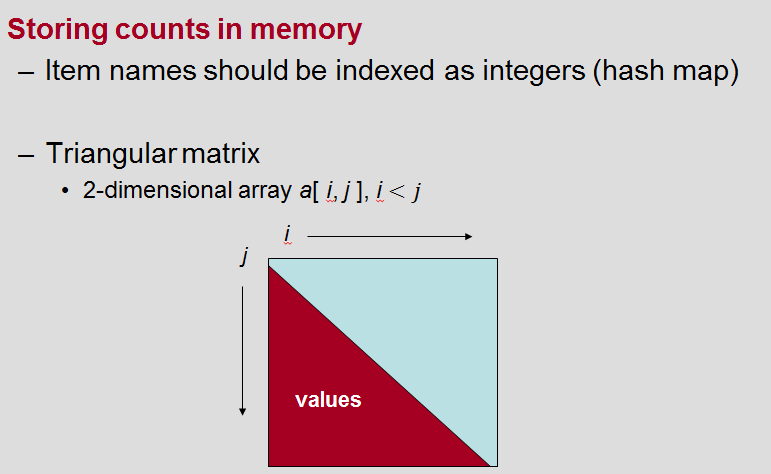 Storing counts in memory
– Item names should be indexed as integers (hash map)
– Triangular matrix
• 2-dimensional array a[ i, j ], i < j
i
j
values